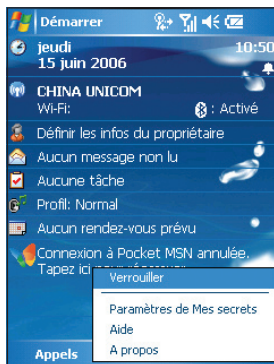 Démarrer
jeudi 10:50
15 juin 2006
CHINA UNICOM
Wi-Fi: : Activé
Définir les infos du propriétaire
Aucun message non lu
Aucune tâche
Profil: Normal
Aucun rendez-vous prévu
Connexion à Pocket MSN annulée.
Tapez ici
Verrouiller
Paramètres de Mes secrets
Aide
A propos
Appels